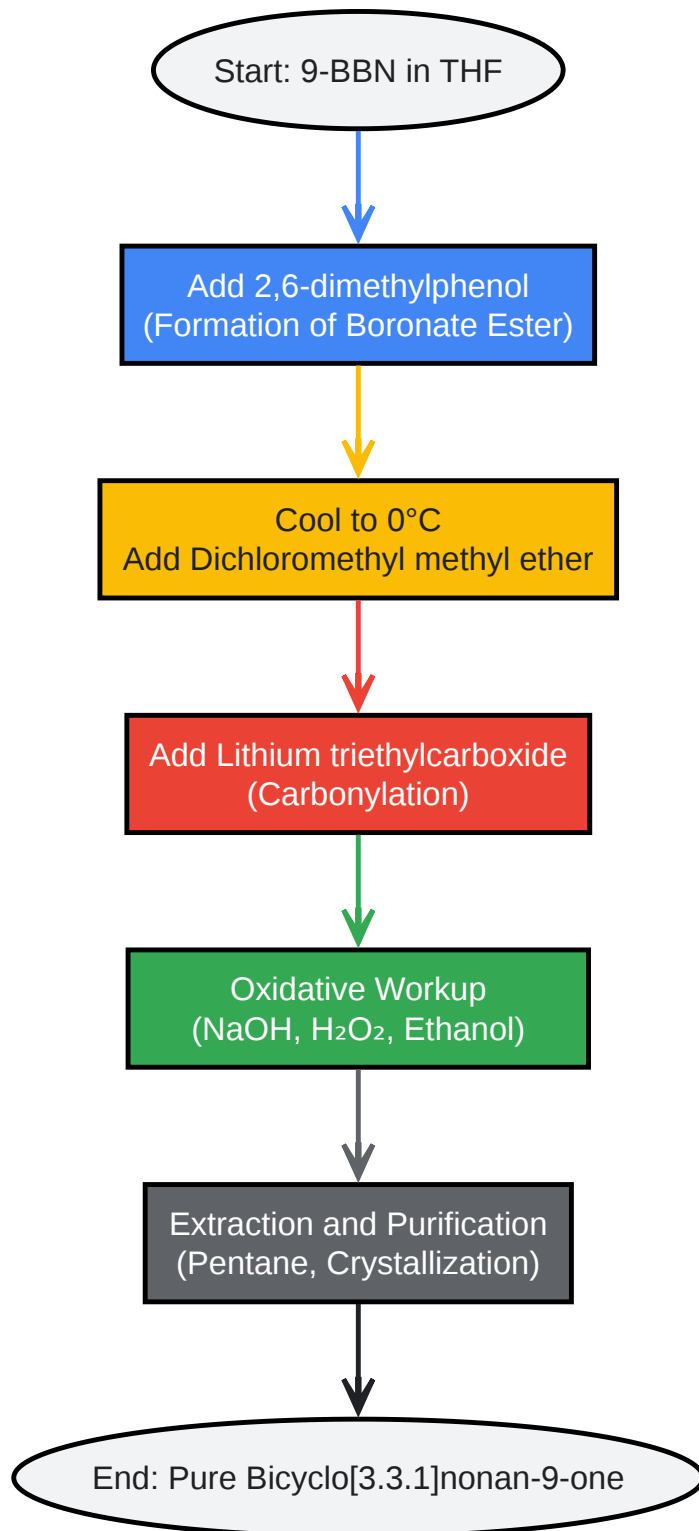 Start: 9-BBN in THF
Add 2,6-dimethylphenol
(Formation of Boronate Ester)
Cool to 0°C
Add Dichloromethyl methyl ether
Add Lithium triethylcarboxide
(Carbonylation)
Oxidative Workup
(NaOH, H₂O₂, Ethanol)
Extraction and Purification
(Pentane, Crystallization)
End: Pure Bicyclo[3.3.1]nonan-9-one